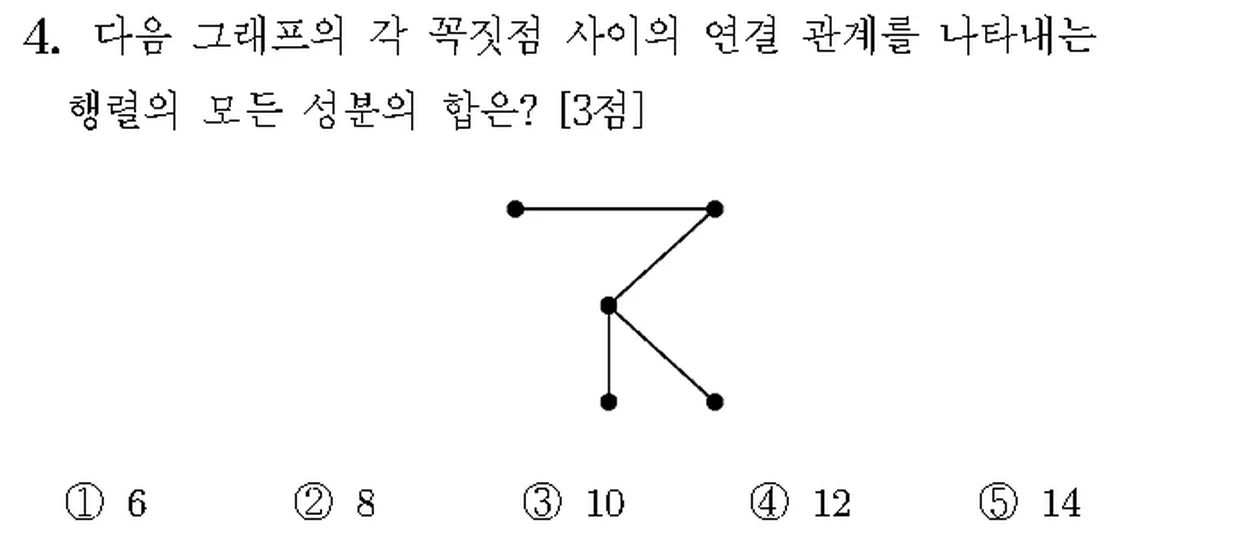 4. 다음 그래프의 각 꼭짓점 사이의 연결 관계를 나타내는
행렬의 모든 성분의 합은? [3점]
① 6 ② 8 ③ 10 ④ 12 ⑤ 14